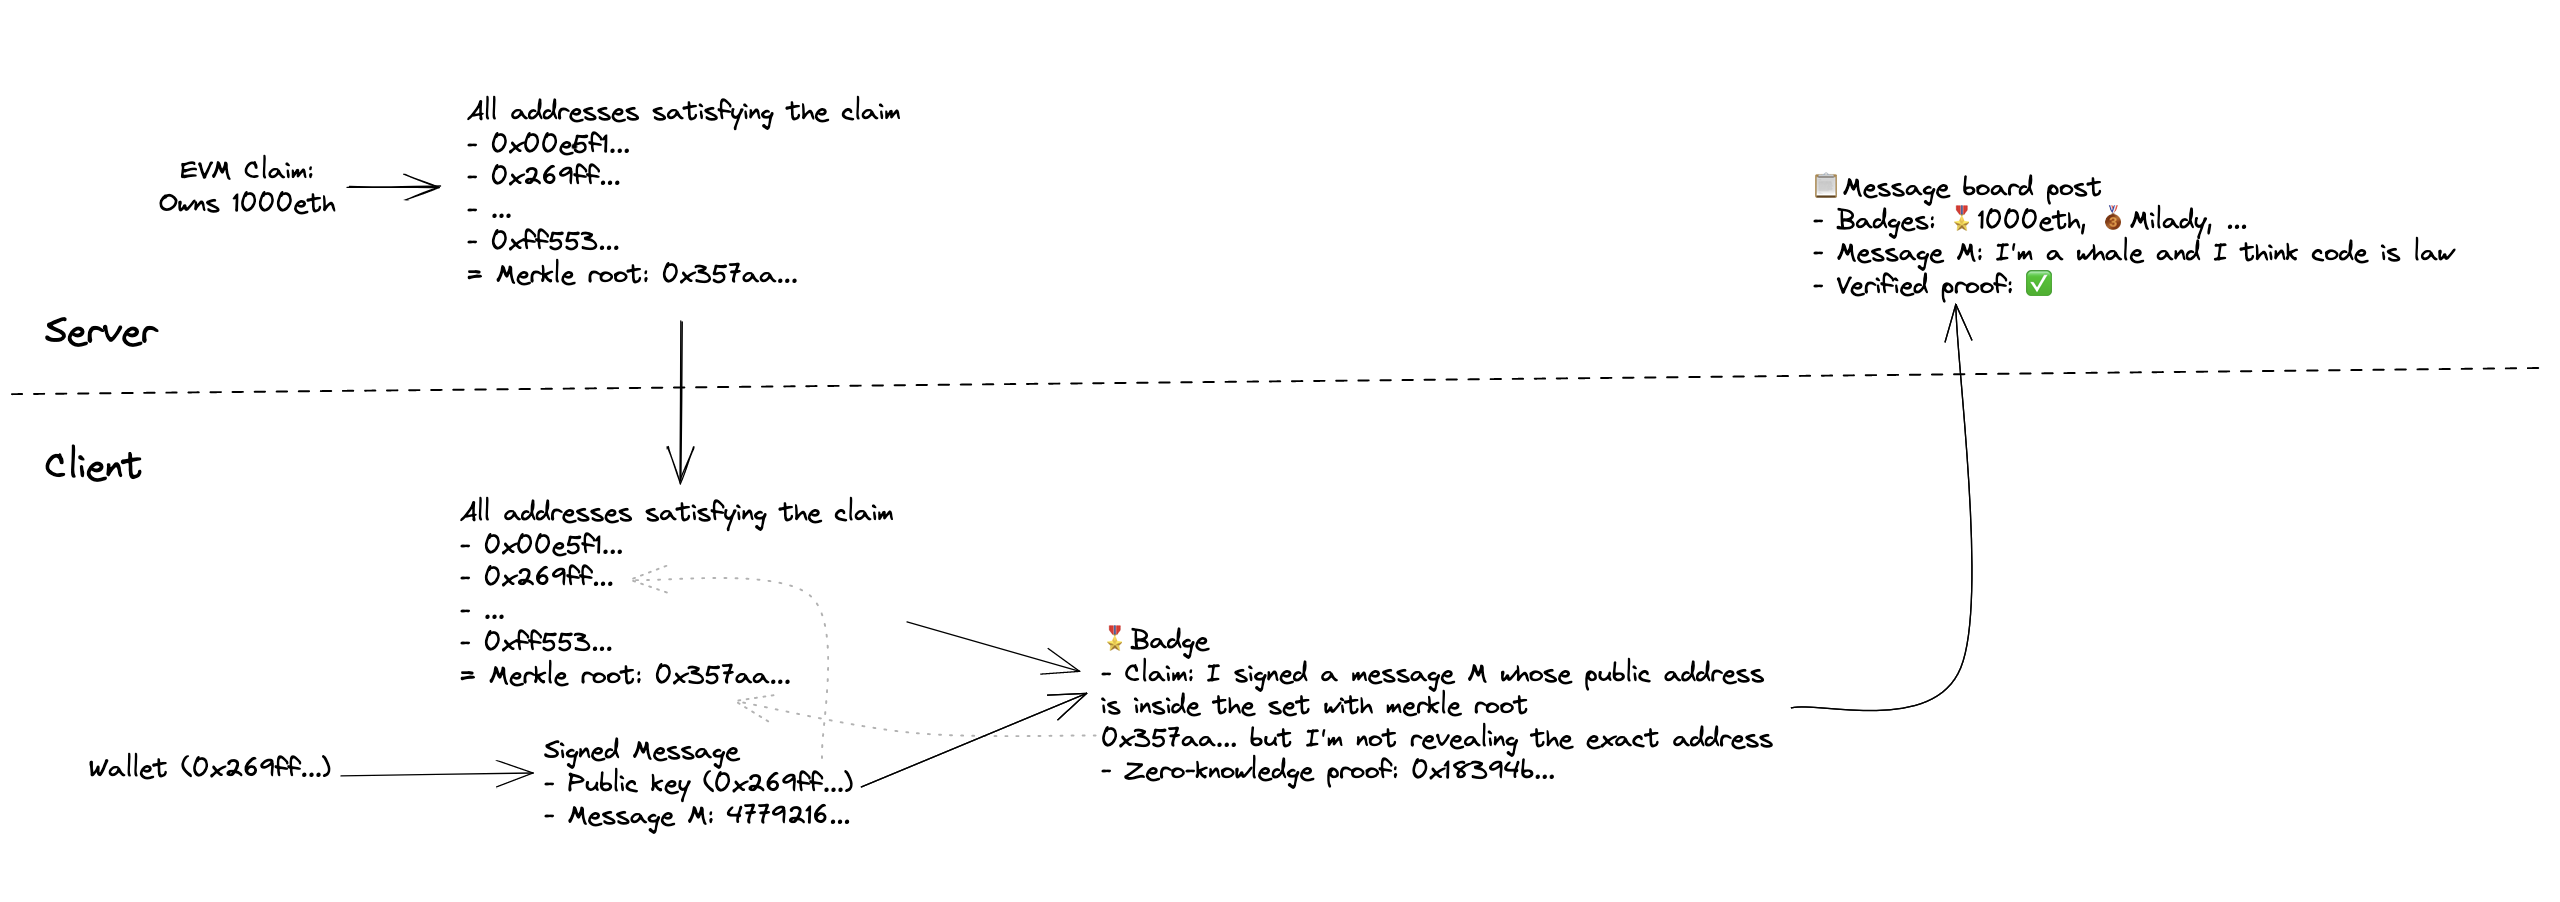 All addresses satisfying the claim
- 0x00e5f1...
- 0x269ff...
- ...
- 0xff553...
= Merkle root: 0x357aa...
EVM Claim:
Owns 1000eth
📋 Message board post
- Badges: 🎖️1000eth, 🥉Milady, ...
- Message M: I'm a whale and I think code is law
- Verified proof: ✅
Server
Client
All addresses satisfying the claim
- 0x00e5f1...
- 0x269ff...
- ...
- 0xff553...
= Merkle root: 0x357aa...
Wallet (0x269ff...)
Signed Message
- Public key (0x269ff...)
- Message M: 4779216...
🎖️Badge
- Claim: I signed a message M whose public address
is inside the set with merkle root
0x357aa... but I'm not revealing the exact address
- Zero-knowledge proof: 0x18394b...